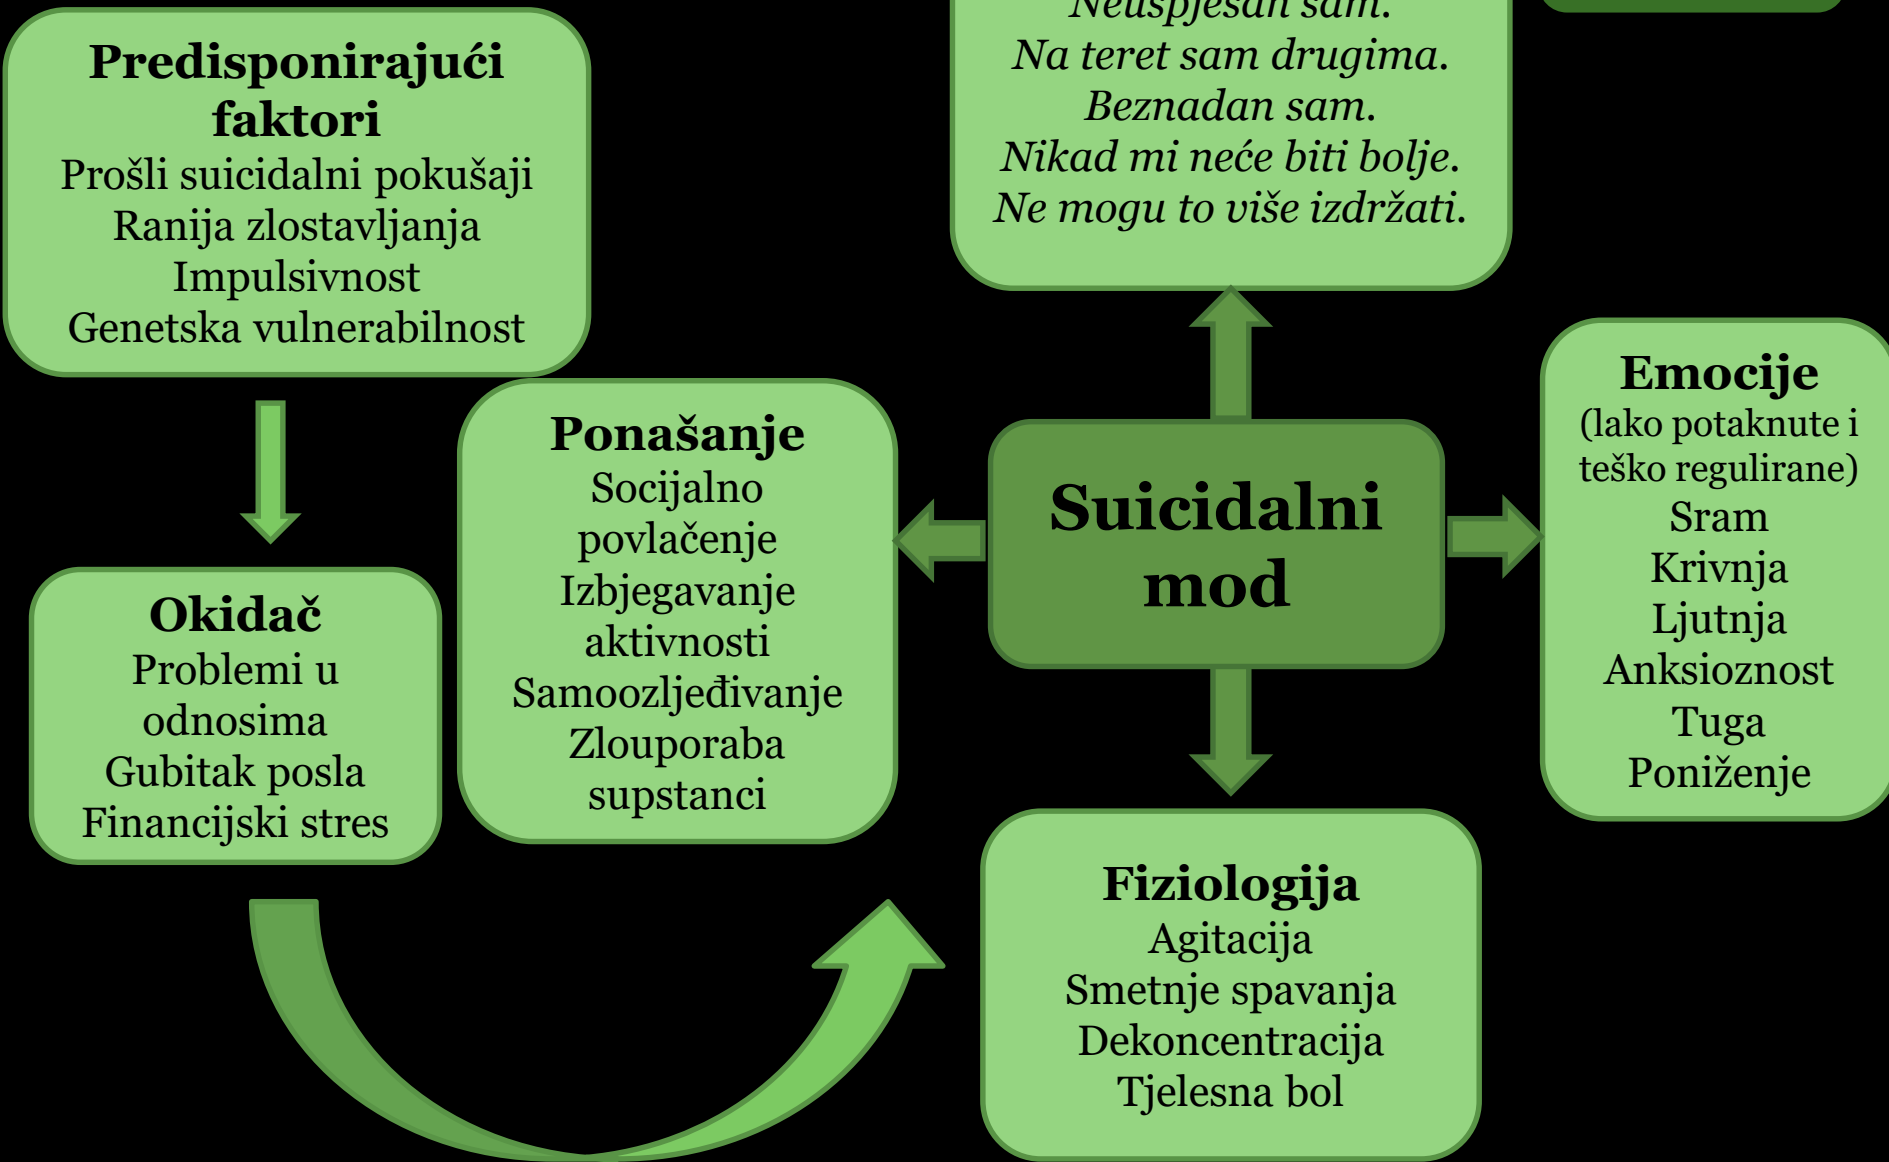 Predisponirajući
faktori
Prošli suicidalni pokušaji
Ranija zlostavljanja
Impulsivnost
Genetska vulnerabilnost
Okidač
Problemi u
odnosima
Gubitak posla
Financijski stres
Ponašanje
Socijalno
povlačenje
Izbjegavanje
aktivnosti
Samoozljeđivanje
Zlouporaba
supstanci
Neuspješan sam.
Na teret sam drugima.
Beznadan sam.
Nikad mi neće biti bolje.
Ne mogu to više izdržati.
Suicidalni
mod
Emocije
(lako potaknute i
teško regulirane)
Sram
Krivnja
Ljutnja
Anksioznost
Tuga
Poniženje
Fiziologija
Agitacija
Smetnje spavanja
Dekoncentracija
Tjelesna bol